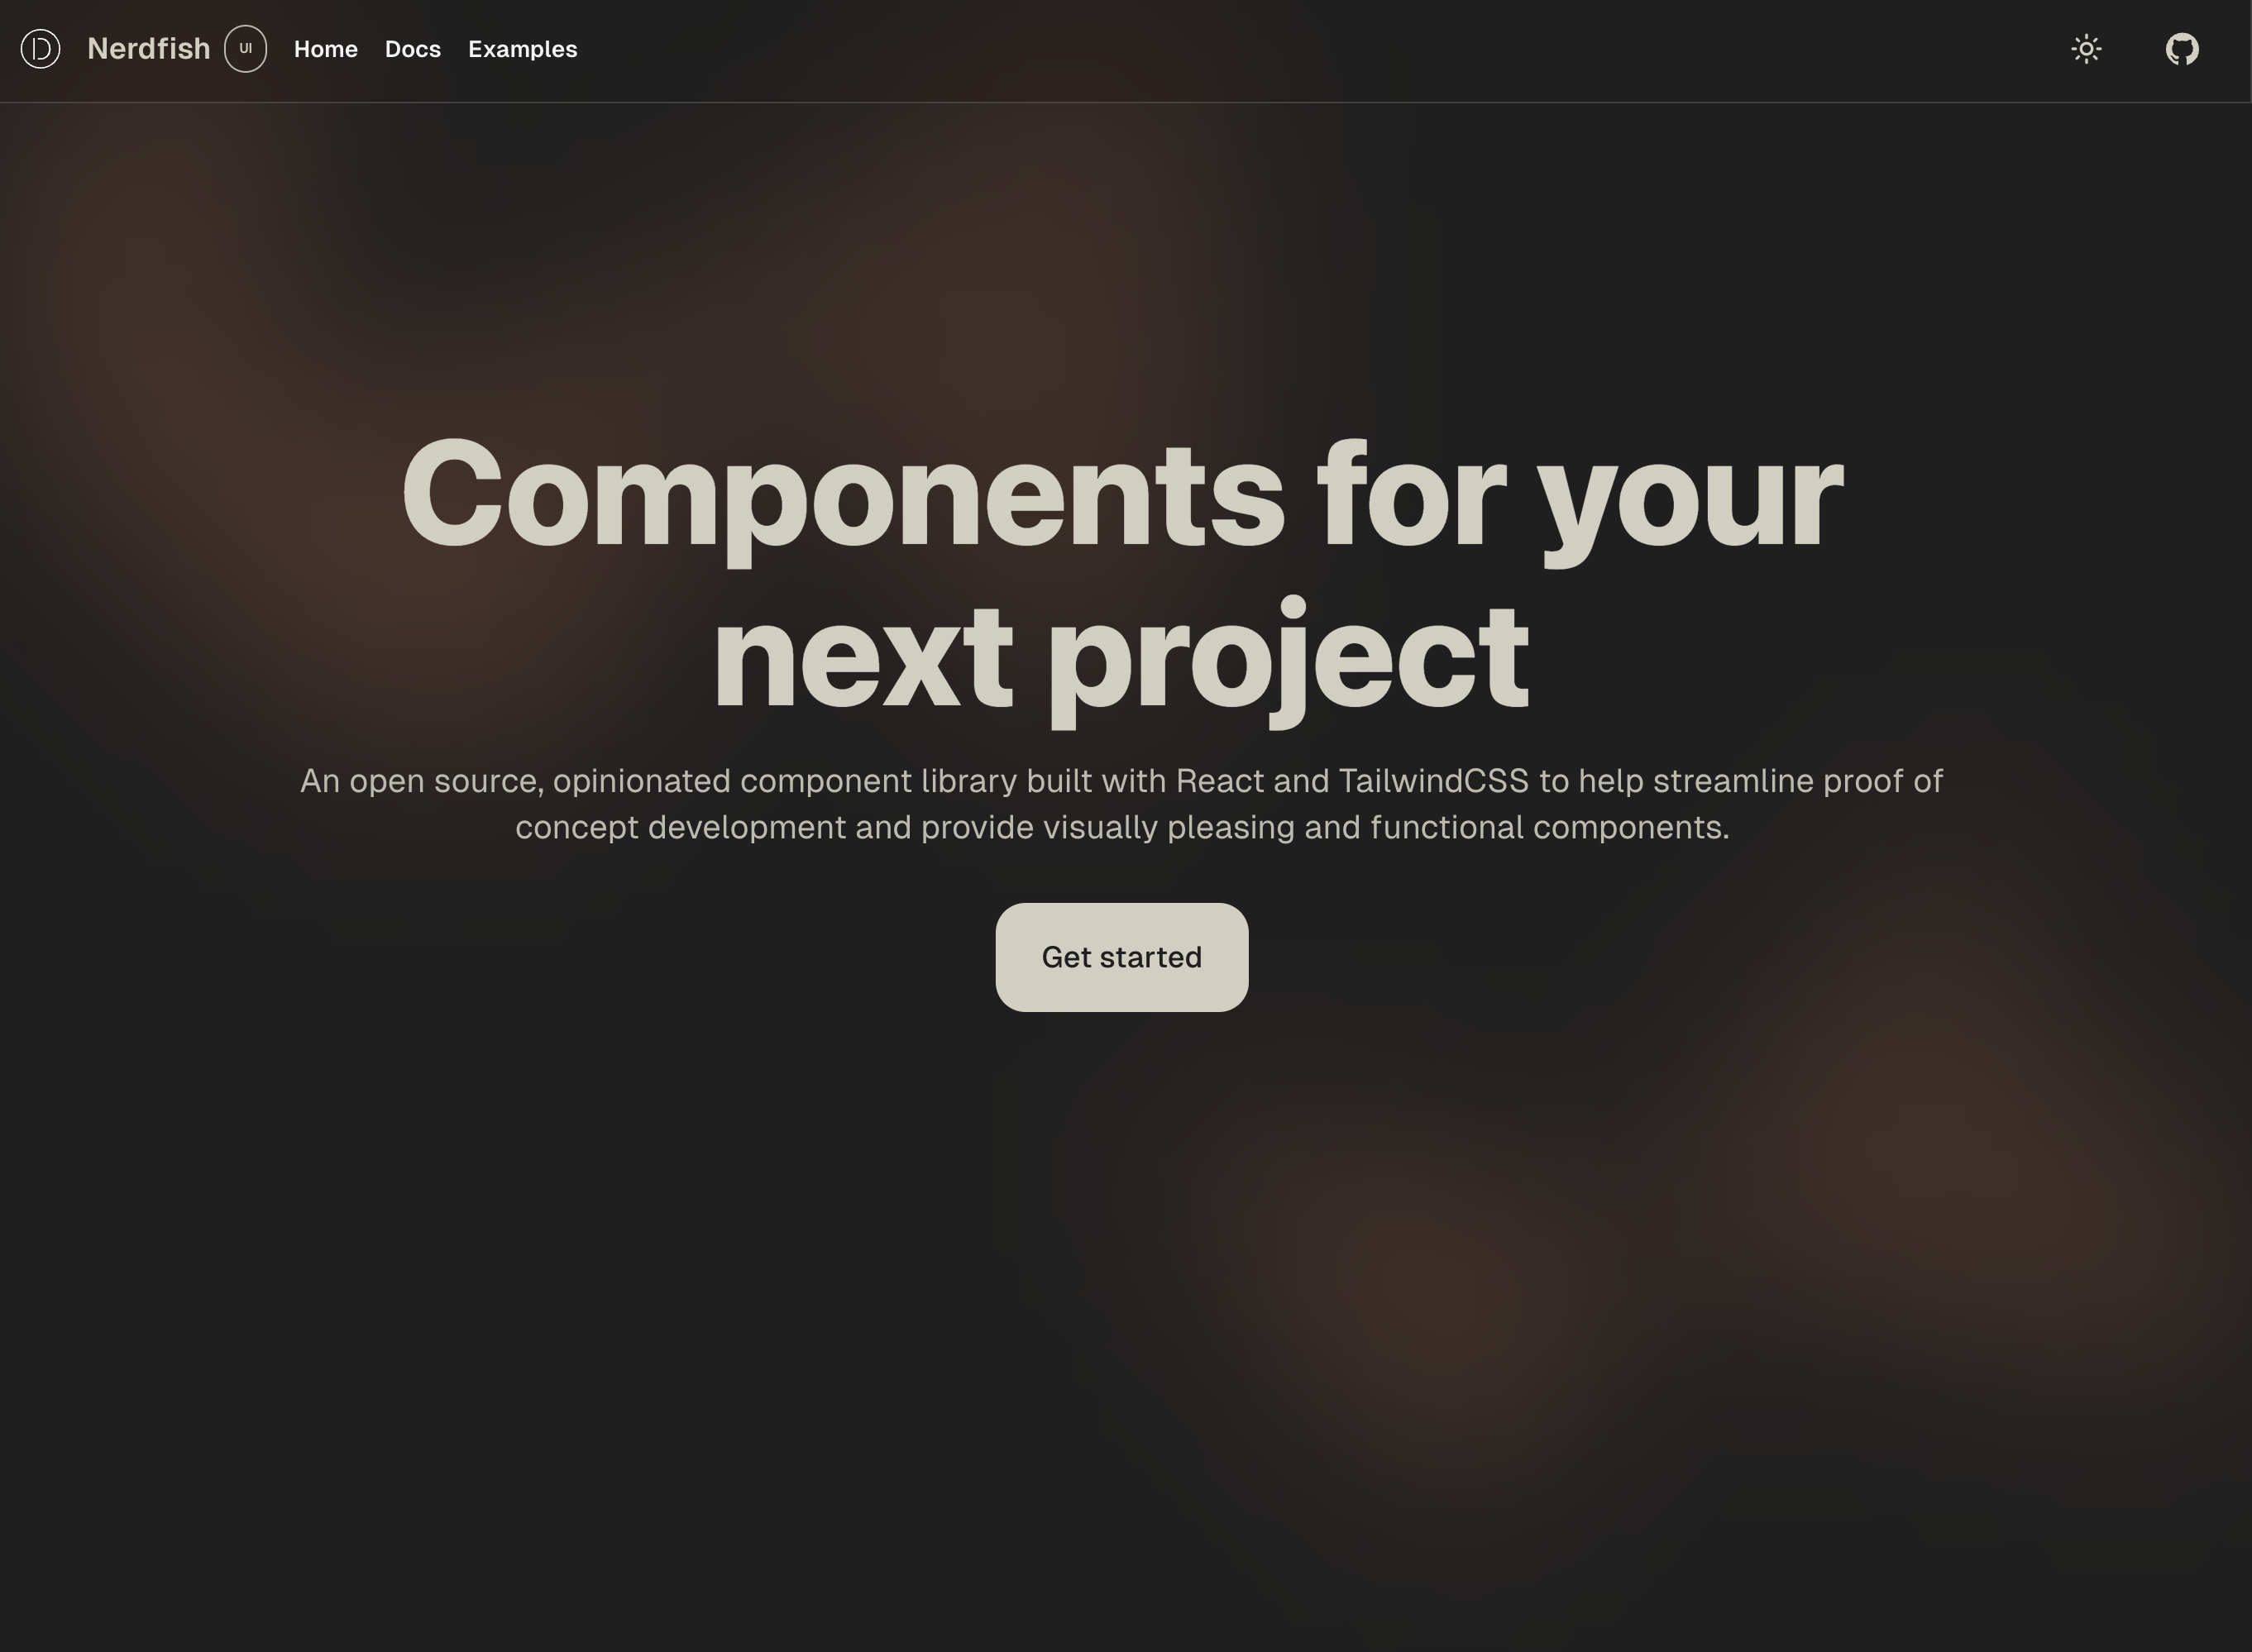 D Nerdfish UI Home Docs Examples
Components for your
next project
An open source, opinionated component library built with React and TailwindCSS to help streamline proof of
concept development and provide visually pleasing and functional components.
Get started